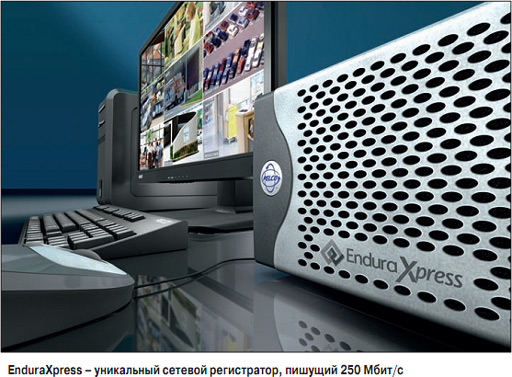 PELCO
EnduraXpress
EnduraXpress – уникальный сетевой регистратор, пишущий 250 Мбит/с